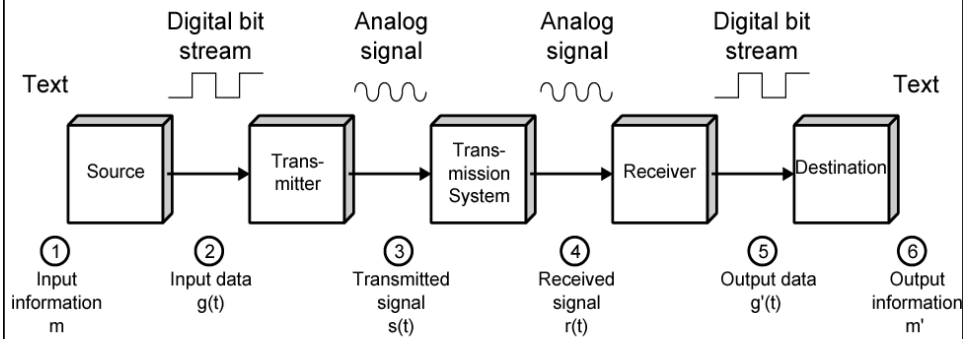 Digital bit
stream
Analog
signal
Analog
signal
Digital bit
stream
Text
Text
Source
Trans-
mitter
Trans-
mission
System
Receiver
Destination
1
Input
information
m
2
Input data
g(t)
3
Transmitted
signal
s(t)
4
Received
signal
r(t)
5
Output data
g'(t)
6
Output
information
m'